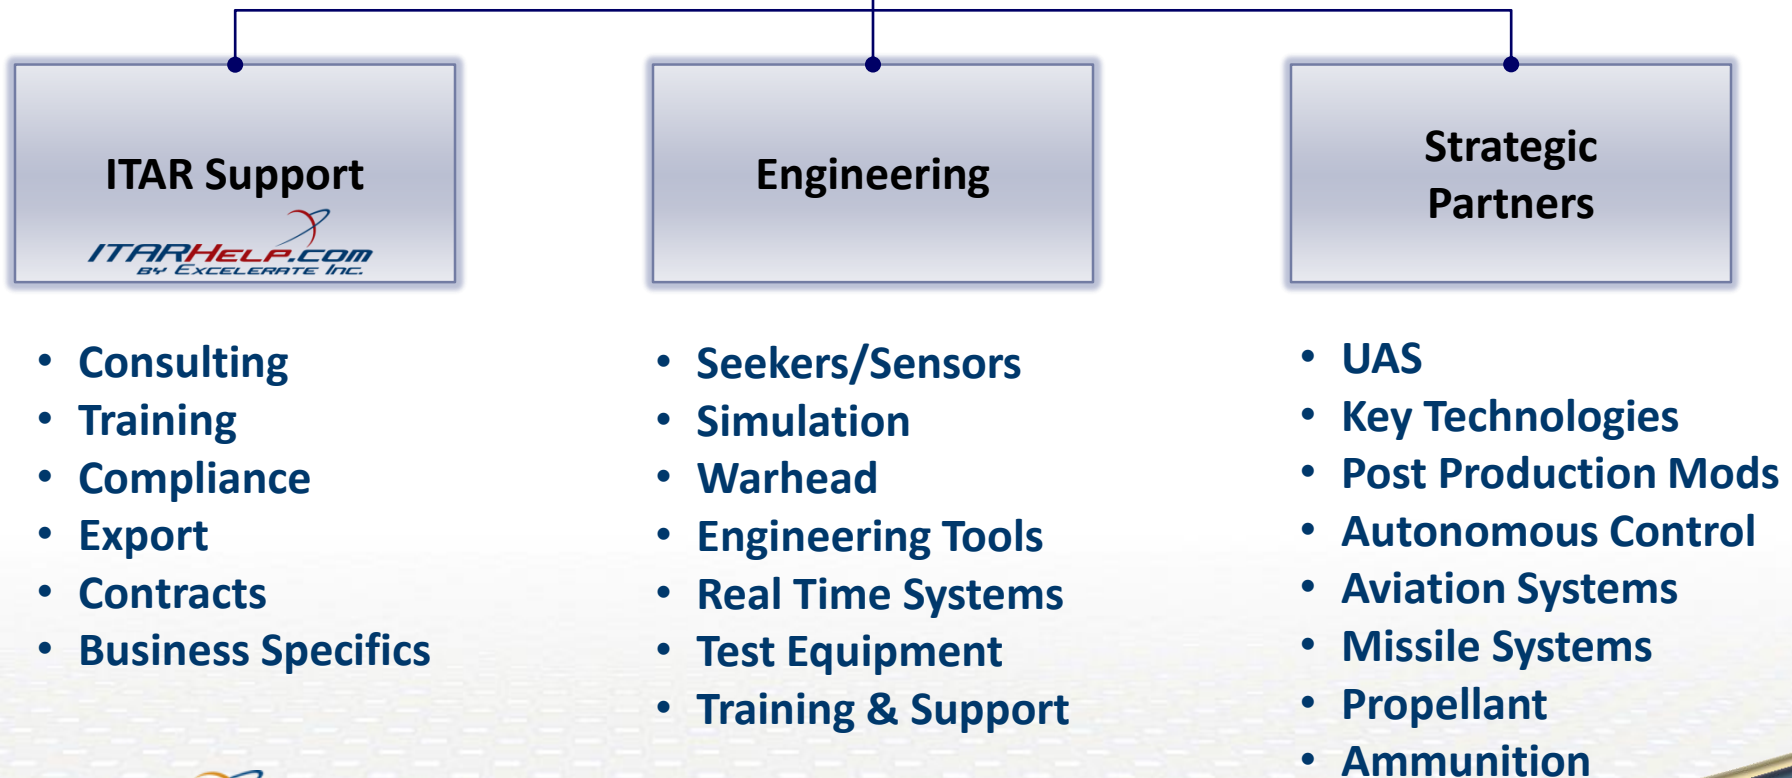 ITAR Support
ITARHELP.COM
BY EXCELERATE INC.
• Consulting
• Training
• Compliance
• Export
• Contracts
• Business Specifics
Engineering
• Seekers/Sensors
• Simulation
• Warhead
• Engineering Tools
• Real Time Systems
• Test Equipment
• Training & Support
Strategic
Partners
• UAS
• Key Technologies
• Post Production Mods
• Autonomous Control
• Aviation Systems
• Missile Systems
• Propellant
• Ammunition